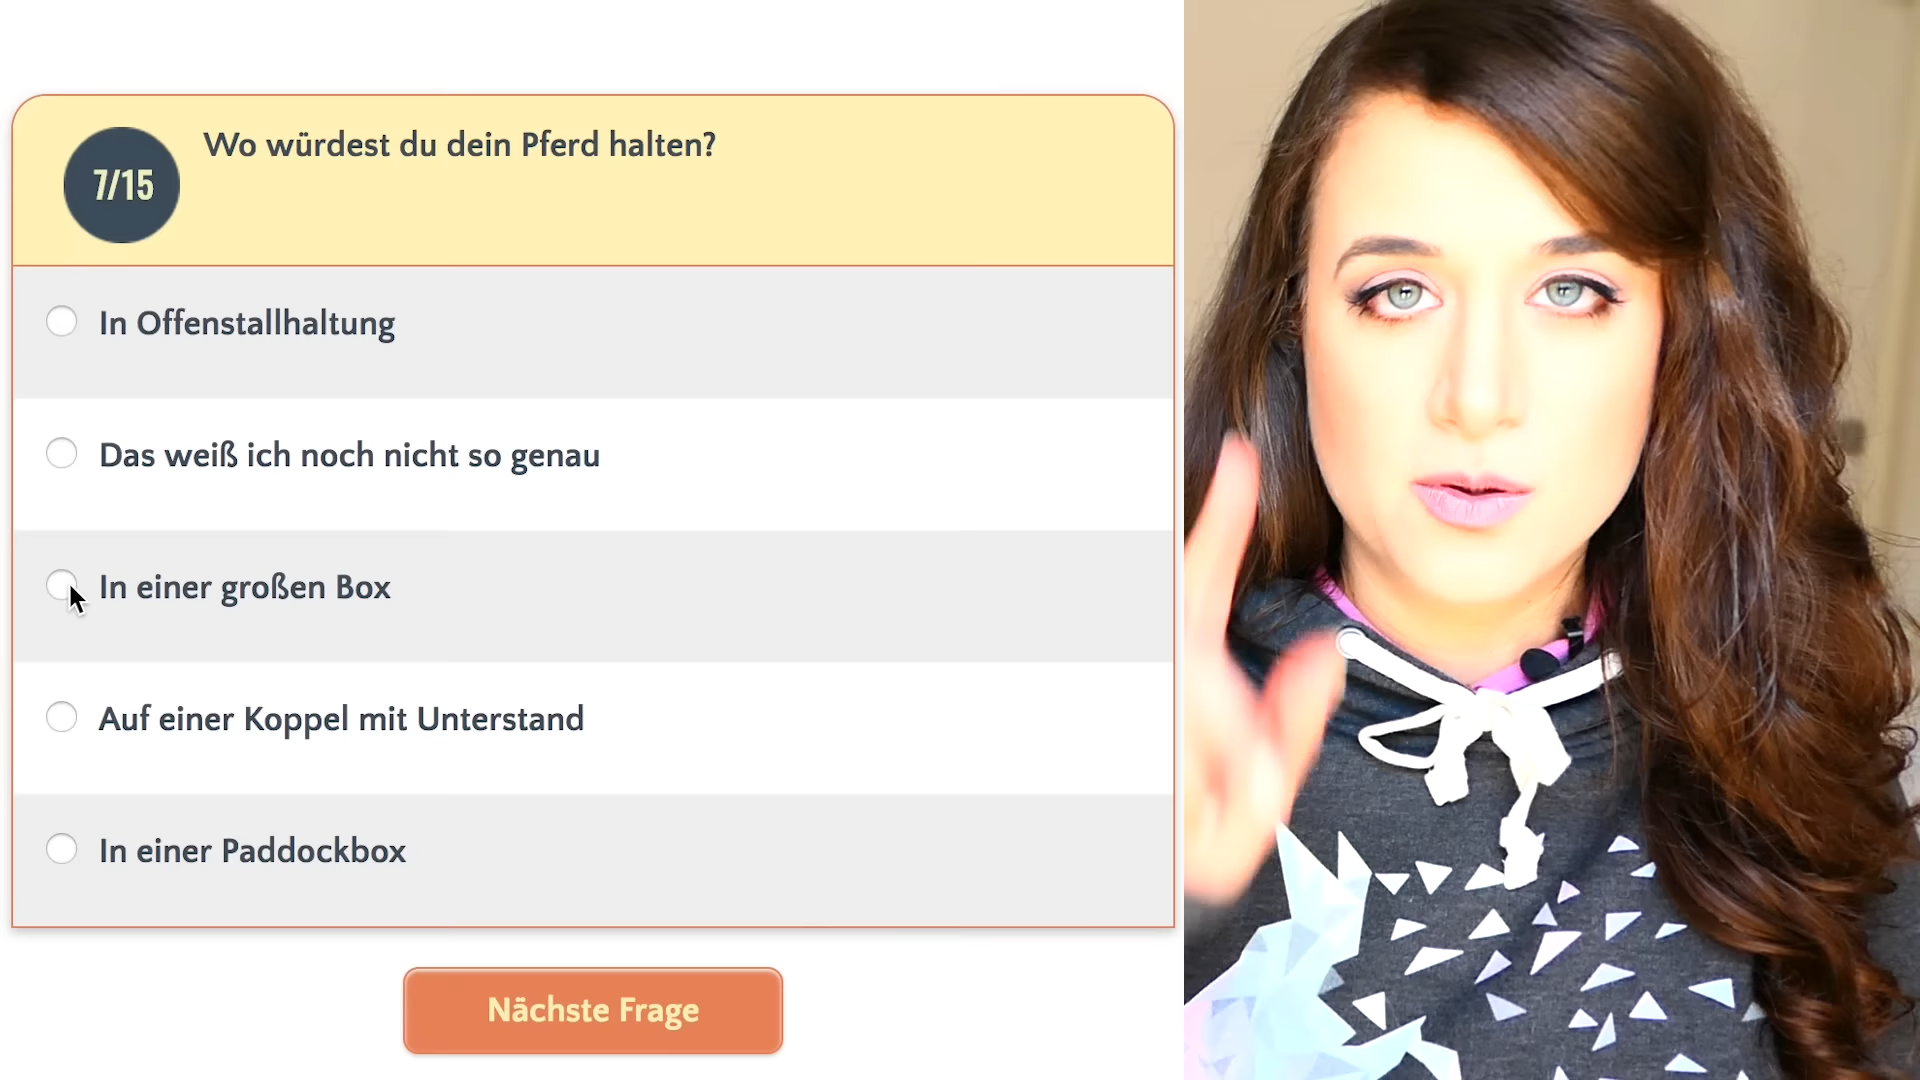 7/15
Wo würdest du dein Pferd halten?
In Offenstallhaltung
Das weiß ich noch nicht so genau
In einer großen Box
Auf einer Koppel mit Unterstand
In einer Paddockbox
Nächste Frage